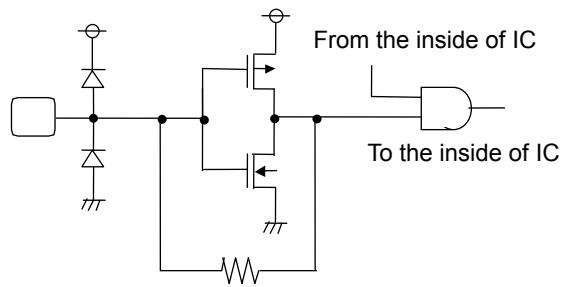 From the inside of IC
To the inside of IC